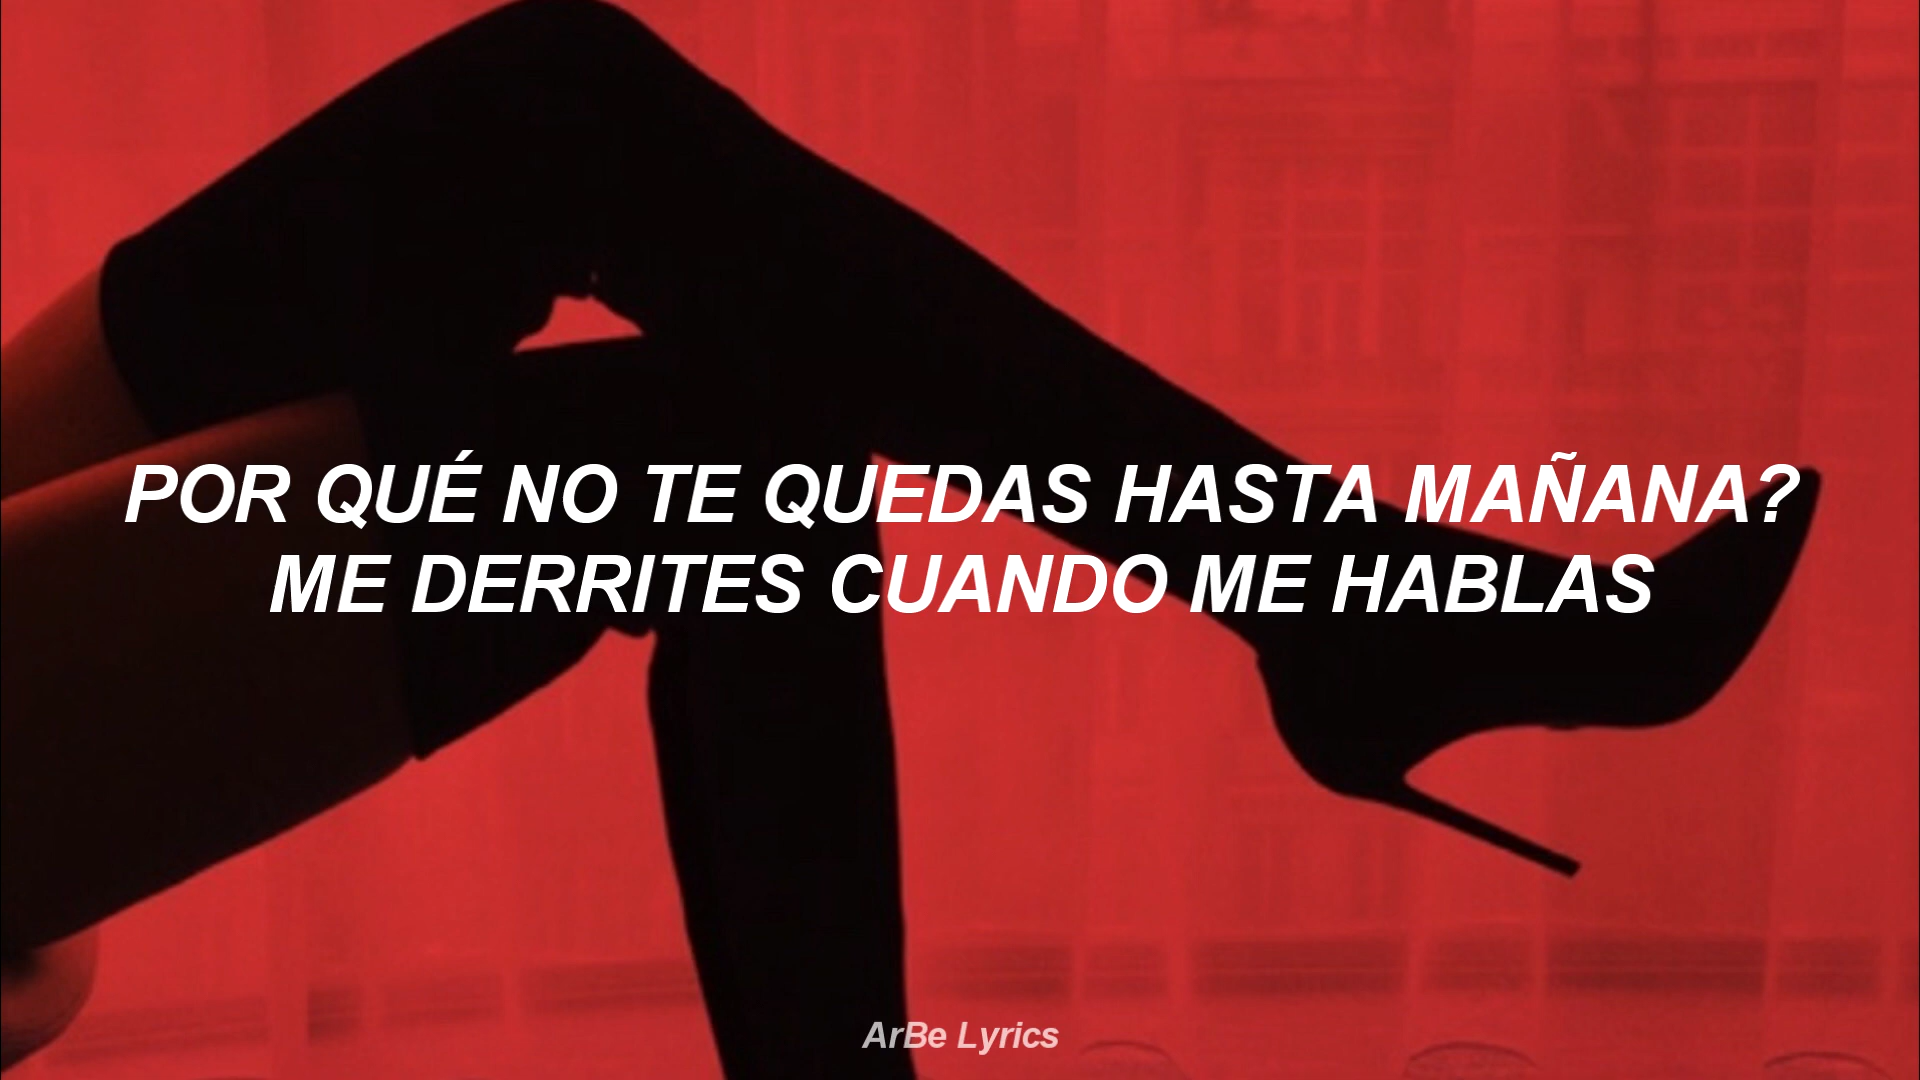 POR QUÉ NO TE QUEDAS HASTA MAÑANA?
ME DERRITES CUANDO ME HABLAS
ArBe Lyrics